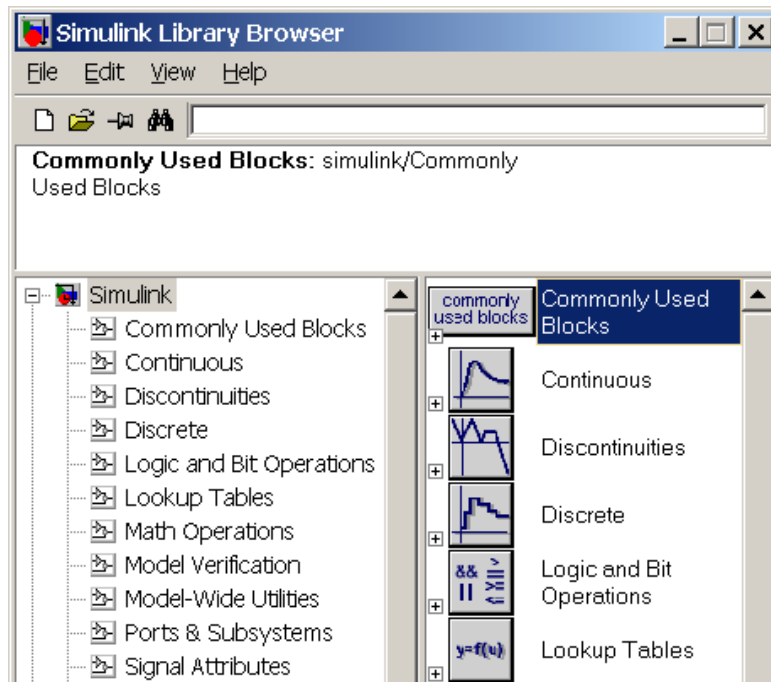 Simulink Library Browser
File Edit View Help
Commonly Used Blocks: simulink/Commonly
Used Blocks
Simulink
Commonly Used Blocks
Continuous
Discontinuities
Discrete
Logic and Bit Operations
Lookup Tables
Math Operations
Model Verification
Model-Wide Utilities
Ports & Subsystems
Signal Attributes
commonly
used blocks
Commonly Used
Blocks
Continuous
Discontinuities
Discrete
&& >=
|| >=
<=
Logic and Bit
Operations
y=f(u)
Lookup Tables